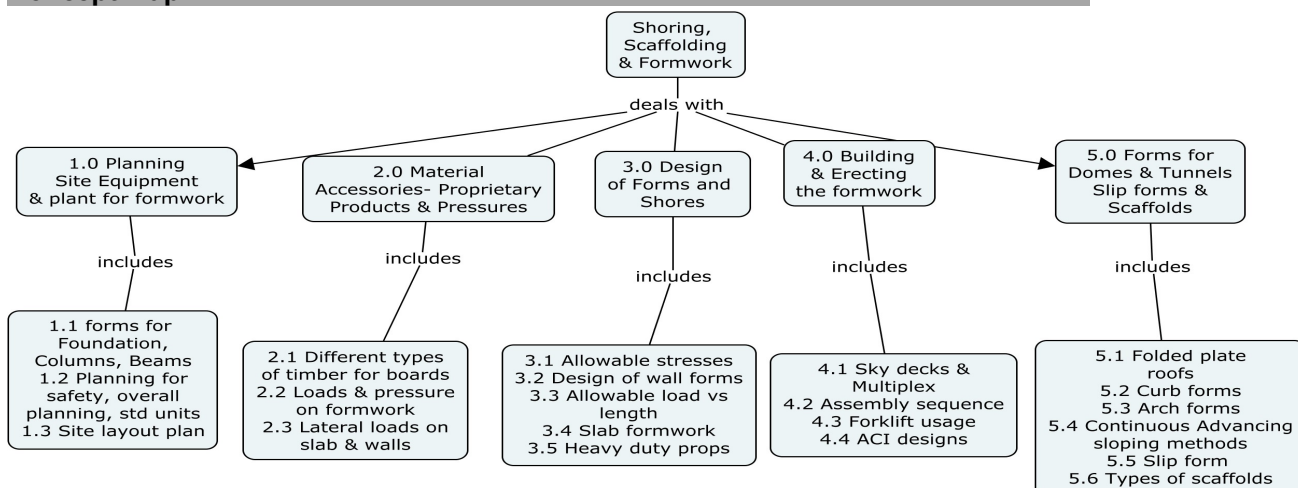 Shoring,
Scaffolding
& Formwork
deals with
1.0 Planning
Site Equipment
& plant for formwork
2.0 Material
Accessories- Proprietary
Products & Pressures
3.0 Design
of Forms and
Shores
4.0 Building
& Erecting
the formwork
5.0 Forms for
Domes & Tunnels
Slip forms &
Scaffolds
includes
includes
includes
includes
includes
1.1 forms for
Foundation,
Columns, Beams
1.2 Planning for
safety, overall
planning, std units
1.3 Site layout plan
2.1 Different types
of timber for boards
2.2 Loads & pressure
on formwork
2.3 Lateral loads on
slab & walls
3.1 Allowable stresses
3.2 Design of wall forms
3.3 Allowable load vs
length
3.4 Slab formwork
3.5 Heavy duty props
4.1 Sky decks &
Multiplex
4.2 Assembly sequence
4.3 Forklift usage
4.4 ACI designs
5.1 Folded plate
roofs
5.2 Curb forms
5.3 Arch forms
5.4 Continuous Advancing
sloping methods
5.5 Slip form
5.6 Types of scaffolds